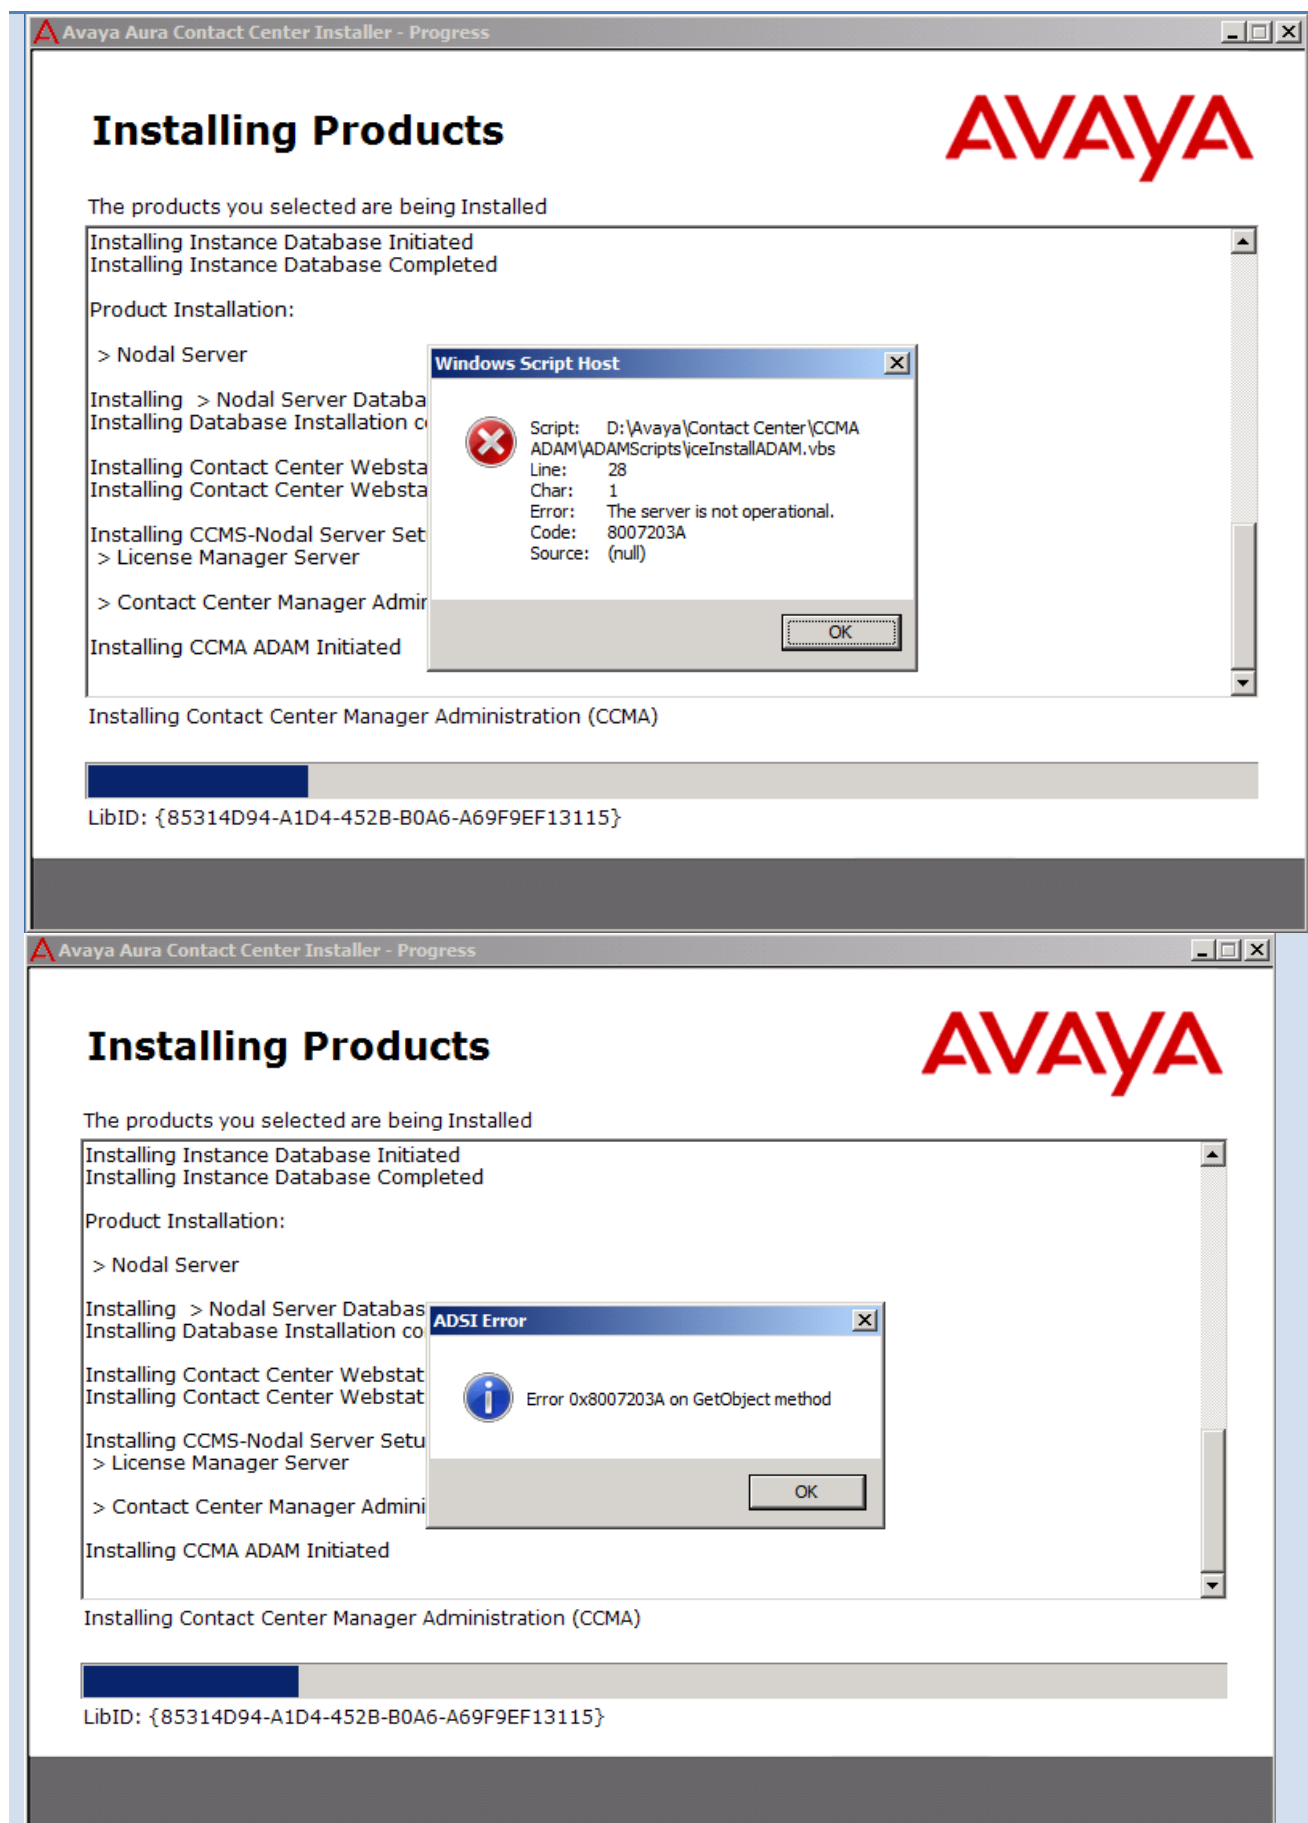 Avaya Aura Contact Center Installer - Progress
Installing Products
AVAYA
The products you selected are being Installed
Installing Instance Database Initiated
Installing Instance Database Completed
Product Installation:
> Nodal Server
Installing  > Nodal Server Databa
Installing Database Installation c
Installing Contact Center Websta
Installing Contact Center Websta
Installing CCMS-Nodal Server Set
> License Manager Server
> Contact Center Manager Admin
Installing CCMA ADAM Initiated
Windows Script Host
Script: D:\Avaya\Contact Center\CCMA
ADAM\ADAMScripts\iceInstallADAM.vbs
Line: 28
Char: 1
Error: The server is not operational.
Code: 8007203A
Source: (null)
OK
Installing Contact Center Manager Administration (CCMA)
LibID: {85314D94-A1D4-452B-B0A6-A69F9EF13115}
Avaya Aura Contact Center Installer - Progress
Installing Products
AVAYA
The products you selected are being Installed
Installing Instance Database Initiated
Installing Instance Database Completed
Product Installation:
> Nodal Server
Installing  > Nodal Server Databas
Installing Database Installation co
Installing Contact Center Webstat
Installing Contact Center Webstat
Installing CCMS-Nodal Server Setu
> License Manager Server
> Contact Center Manager Admini
Installing CCMA ADAM Initiated
ADSI Error
Error 0x8007203A on GetObject method
OK
Installing Contact Center Manager Administration (CCMA)
LibID: {85314D94-A1D4-452B-B0A6-A69F9EF13115}